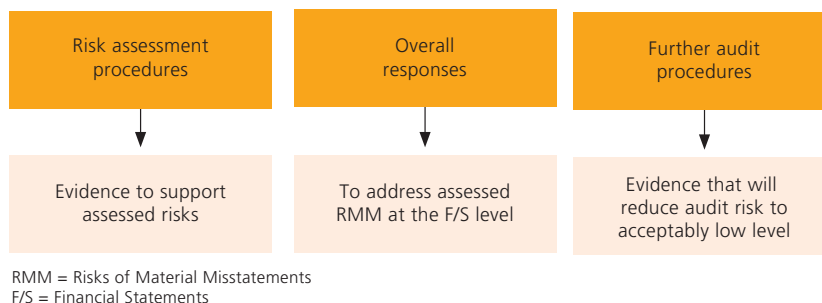 Risk assessment
procedures
Overall
responses
Further audit
procedures
Evidence to support
assessed risks
To address assessed
RMM at the F/S level
Evidence that will
reduce audit risk to
acceptably low level
RMM = Risks of Material Misstatements
F/S = Financial Statements